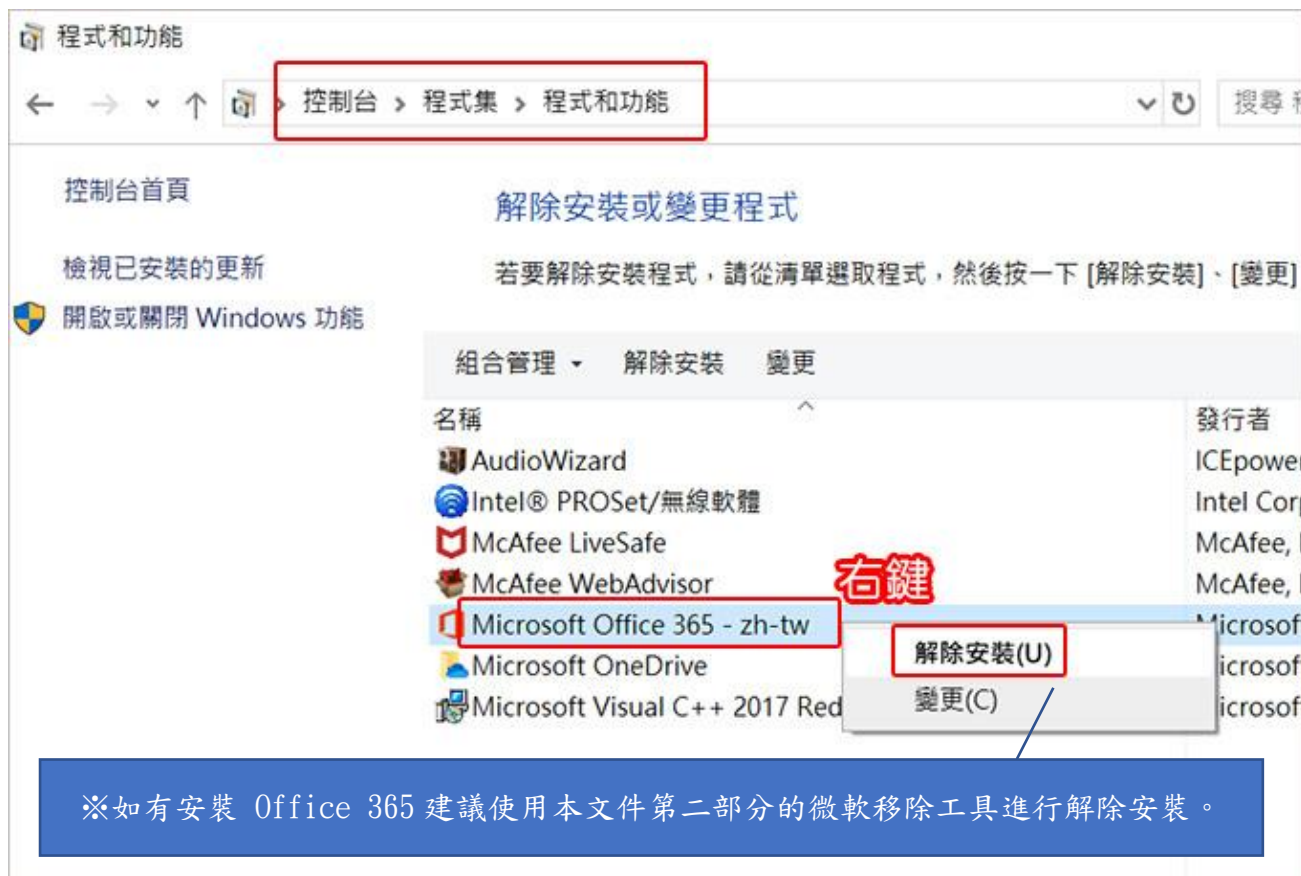 程式和功能
控制台 › 程式集 › 程式和功能
搜尋
控制台首頁
檢視已安裝的更新
開啟或關閉 Windows 功能
解除安裝或變更程式
若要解除安裝程式，請從清單選取程式，然後按一下 [解除安裝]、[變更]
組合管理 解除安裝 變更
名稱 發行者
AudioWizard ICEpower
Intel® PROSet/無線軟體 Intel Cor
McAfee LiveSafe McAfee,
McAfee WebAdvisor McAfee,
右鍵
Microsoft Office 365 - zh-tw Microsof
解除安裝(U)
Microsoft OneDrive icrosof
變更(C)
Microsoft Visual C++ 2017 Red icrosof
※如有安裝 Office 365 建議使用本文件第二部分的微軟移除工具進行解除安裝。